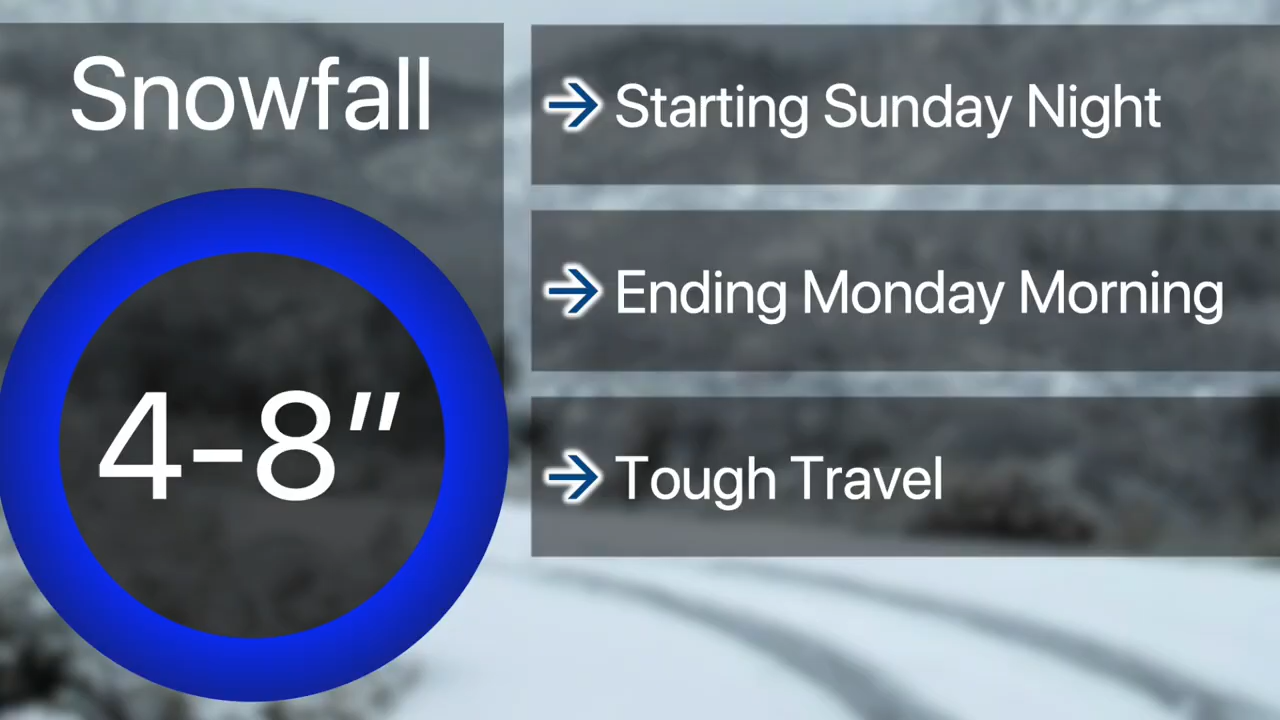 Snowfall
4-8"
→ Starting Sunday Night
→ Ending Monday Morning
→ Tough Travel